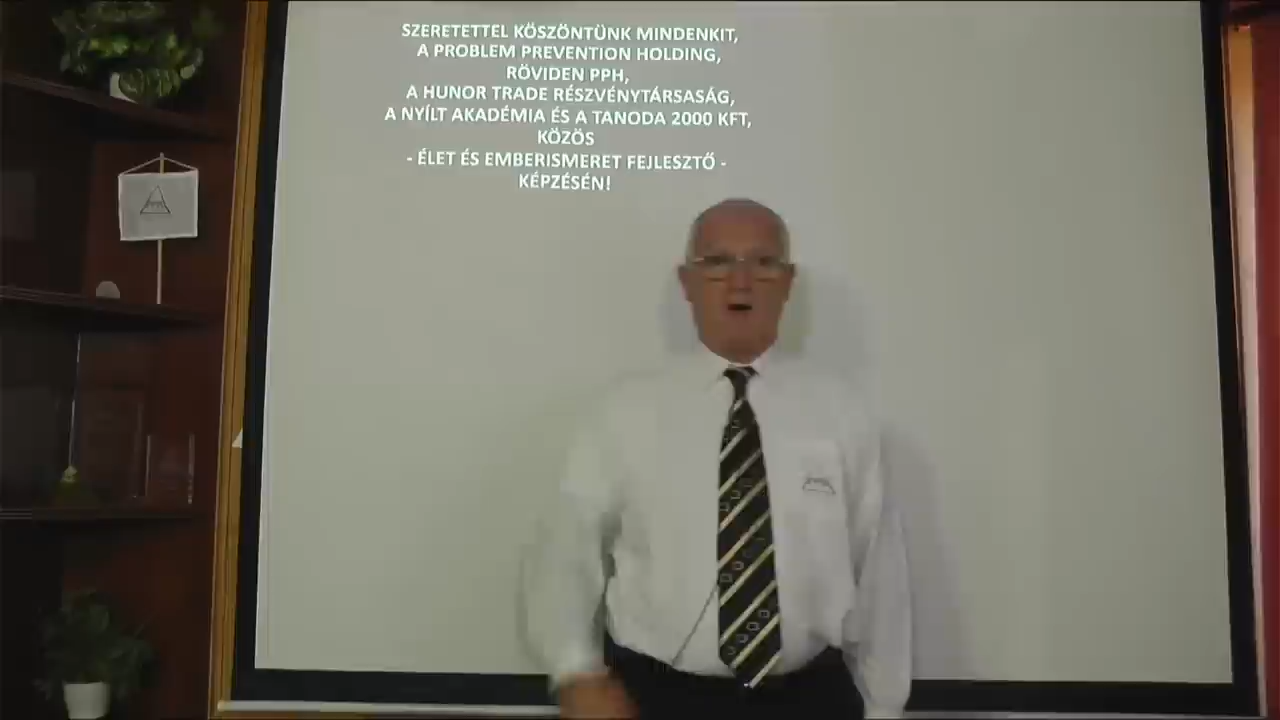 SZERETETTEL KÖSZÖNTÜNK MINDENKIT,
A PROBLEM PREVENTION HOLDING,
RÖVIDEN PPH,
A HUNOR TRADE RÉSZVÉNYTÁRSASÁG,
A NYÍLT AKADÉMIA ÉS A TANODA 2000 KFT,
KÖZÖS
- ÉLET ÉS EMBERISMERET FEJLESZTŐ -
KÉPZÉSÉN!